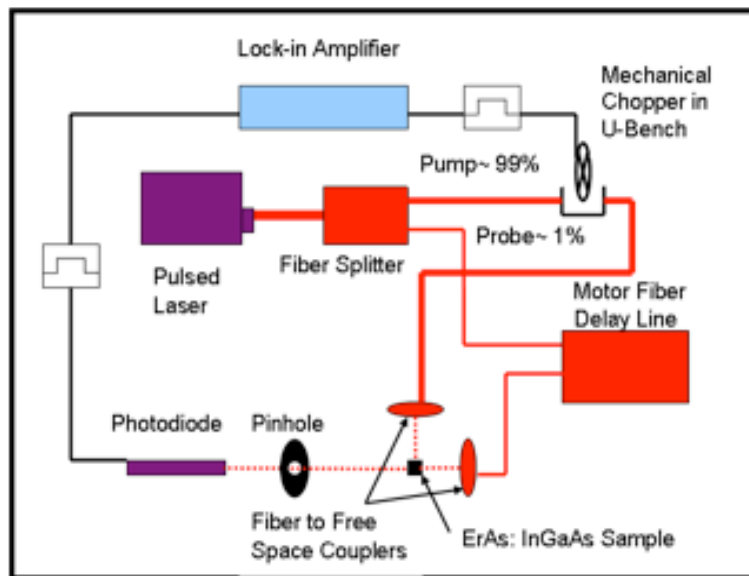 Lock-in Amplifier
Mechanical
Chopper in
U-Bench
Pump~ 99%
Probe~ 1%
Fiber Splitter
Pulsed
Laser
Motor Fiber
Delay Line
Photodiode
Pinhole
Fiber to Free
Space Couplers
ErAs: InGaAs Sample